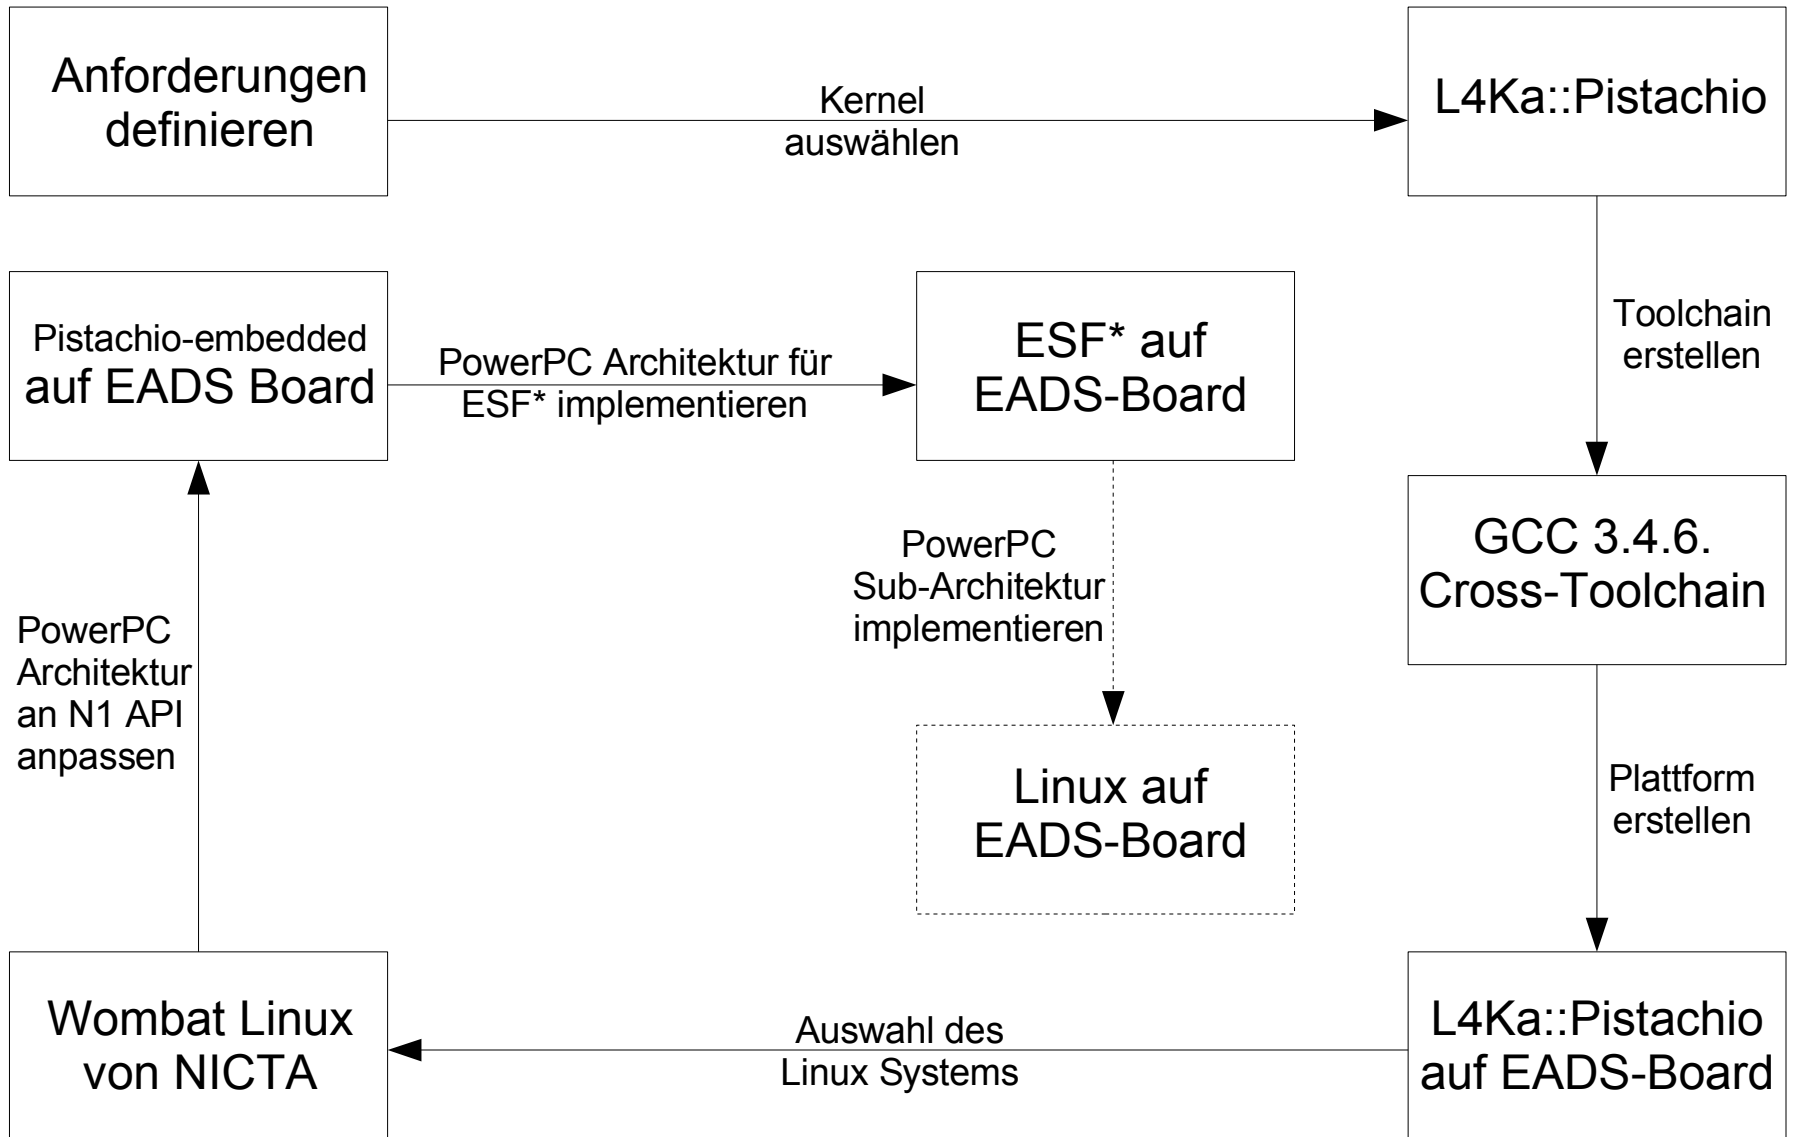 Anforderungen
definieren
Kernel
auswählen
L4Ka::Pistachio
Toolchain
erstellen
GCC 3.4.6.
Cross-Toolchain
Plattform
erstellen
L4Ka::Pistachio
auf EADS-Board
Auswahl des
Linux Systems
Wombat Linux
von NICTA
PowerPC
Architektur
an N1 API
anpassen
Pistachio-embedded
auf EADS Board
PowerPC Architektur für
ESF* implementieren
ESF* auf
EADS-Board
PowerPC
Sub-Architektur
implementieren
Linux auf
EADS-Board